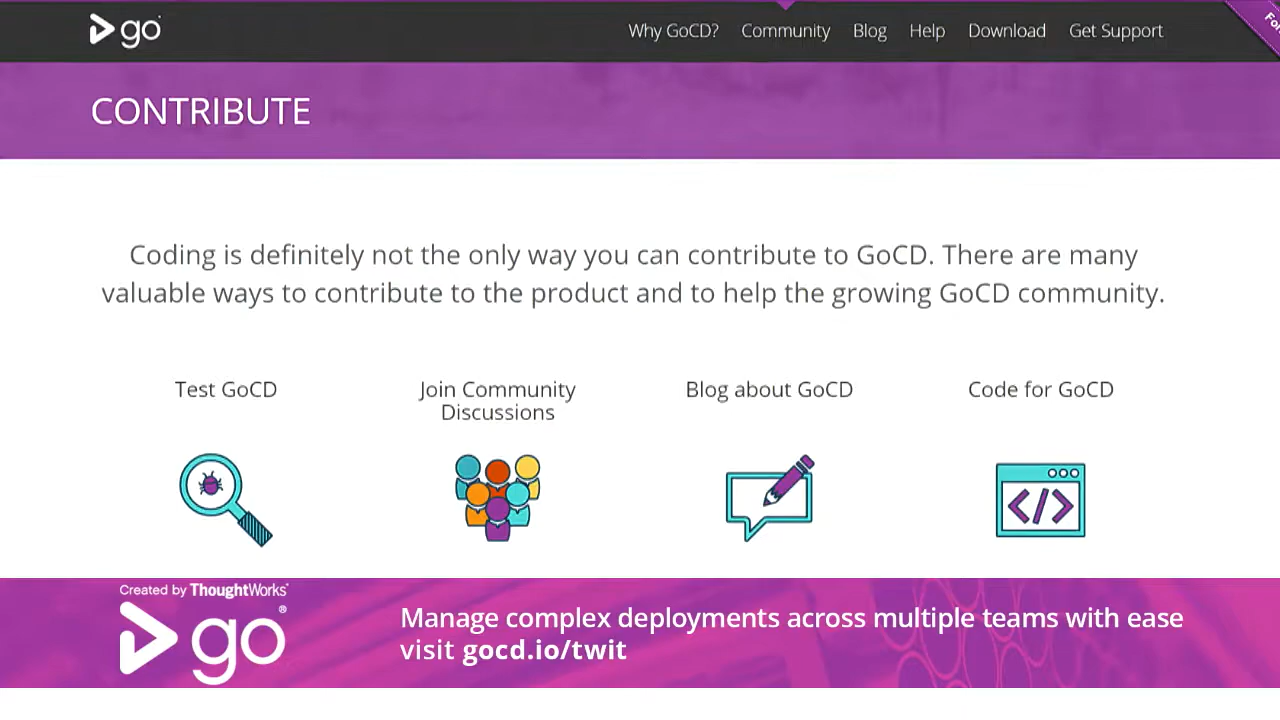 go
Why GoCD? Community Blog Help Download Get Support
CONTRIBUTE
Coding is definitely not the only way you can contribute to GoCD. There are many
valuable ways to contribute to the product and to help the growing GoCD community.
Test GoCD
Join Community
Discussions
Blog about GoCD
Code for GoCD
</>
Created by ThoughtWorks®
go®
Manage complex deployments across multiple teams with ease
visit gocd.io/twit